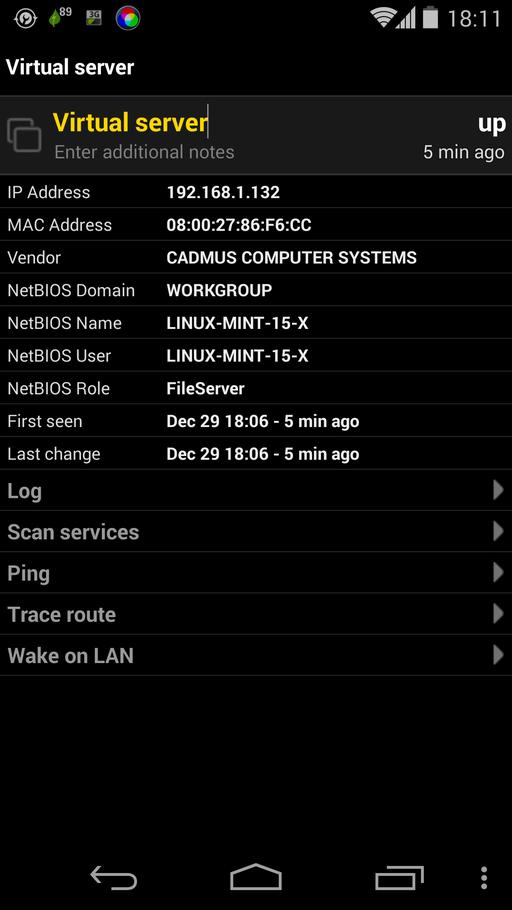 89 3G 18:11
Virtual server
Virtual server up
Enter additional notes 5 min ago
IP Address 192.168.1.132
MAC Address 08:00:27:86:F6:CC
Vendor CADMUS COMPUTER SYSTEMS
NetBIOS Domain WORKGROUP
NetBIOS Name LINUX-MINT-15-X
NetBIOS User LINUX-MINT-15-X
NetBIOS Role FileServer
First seen Dec 29 18:06 - 5 min ago
Last change Dec 29 18:06 - 5 min ago
Log
Scan services
Ping
Trace route
Wake on LAN